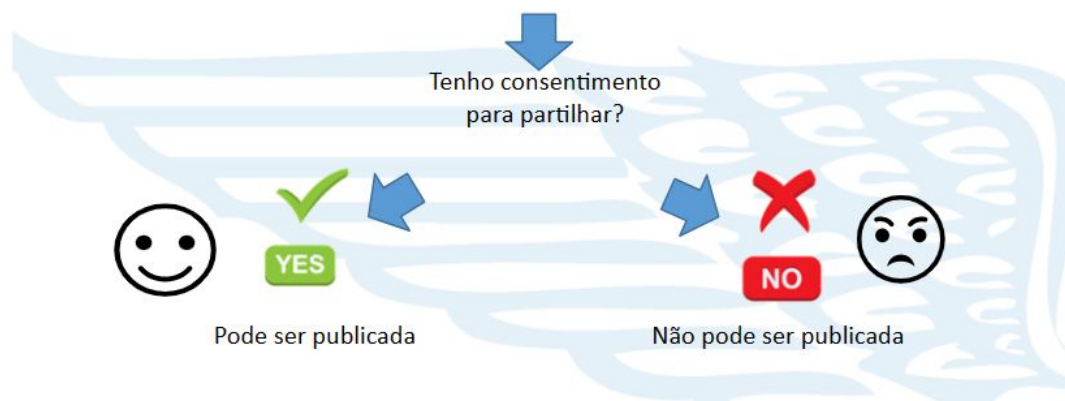 Tenho consentimento
para partilhar?
YES
NO
Pode ser publicada
Não pode ser publicada